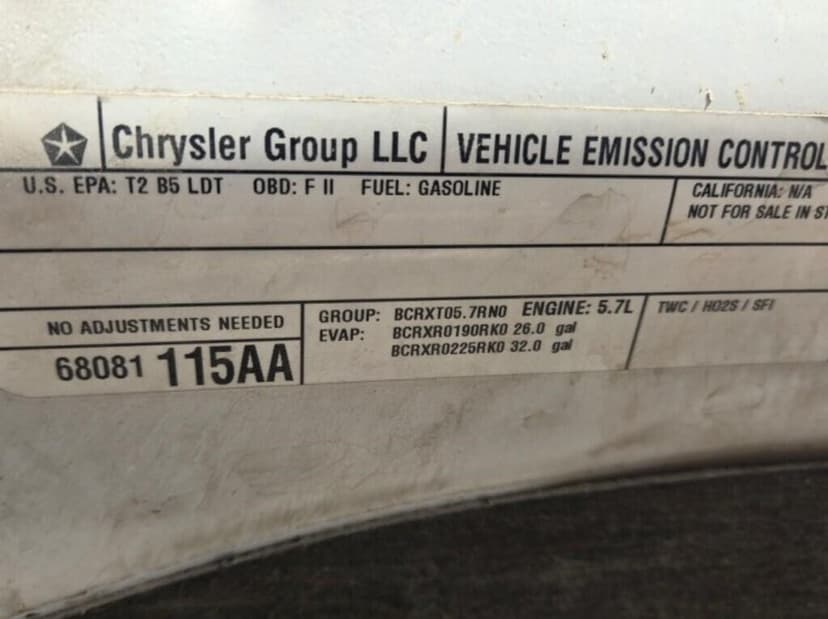 Chrysler Group LLC VEHICLE EMISSION CONTROL
U.S. EPA: T2 B5 LDT OBD: F II FUEL: GASOLINE
CALIFORNIA: N/A
NOT FOR SALE IN
NO ADJUSTMENTS NEEDED
68081 115AA
GROUP: BCRXT05.7RN0 ENGINE: 5.7L
EVAP: BCRXR0190RK0 26.0 gal
BCRXR0225RK0 32.0 gal
TWC / HO2S / SFI